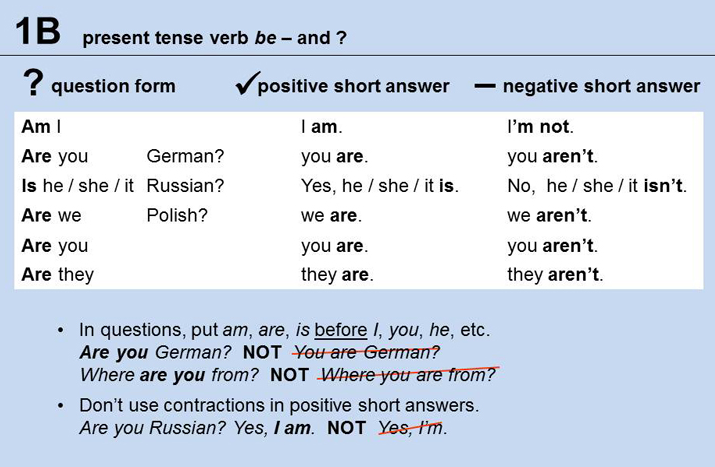 1B present tense verb be – and ?
? question form ✓ positive short answer – negative short answer
Am I I am. I'm not.
Are you German? you are. you aren't.
Is he / she / it Russian? Yes, he / she / it is. No, he / she / it isn't.
Are we Polish? we are. we aren't.
Are you you are. you aren't.
Are they they are. they aren't.
• In questions, put am, are, is before I, you, he, etc.
Are you German? NOT You are German?
Where are you from? NOT Where you are from?
• Don't use contractions in positive short answers.
Are you Russian? Yes, I am. NOT Yes, I'm.